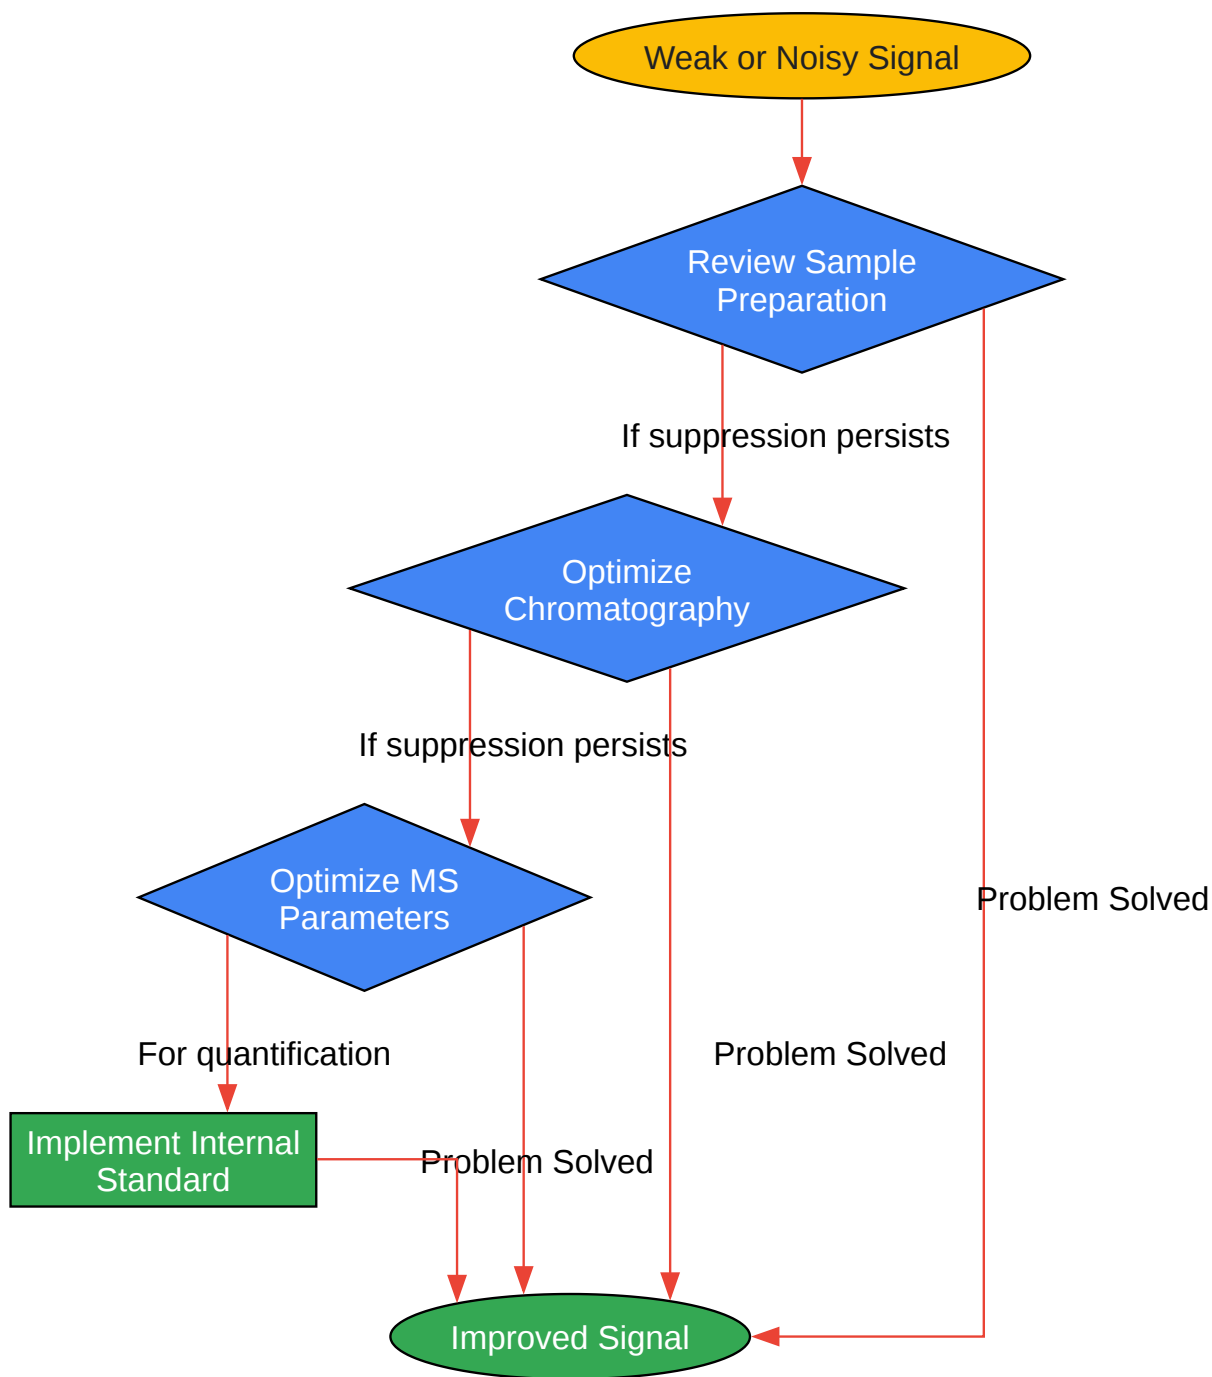 Weak or Noisy Signal
Review Sample
Preparation
If suppression persists
Optimize
Chromatography
If suppression persists
Optimize MS
Parameters
Problem Solved
For quantification
Problem Solved
Implement Internal
Standard
Problem Solved
Improved Signal